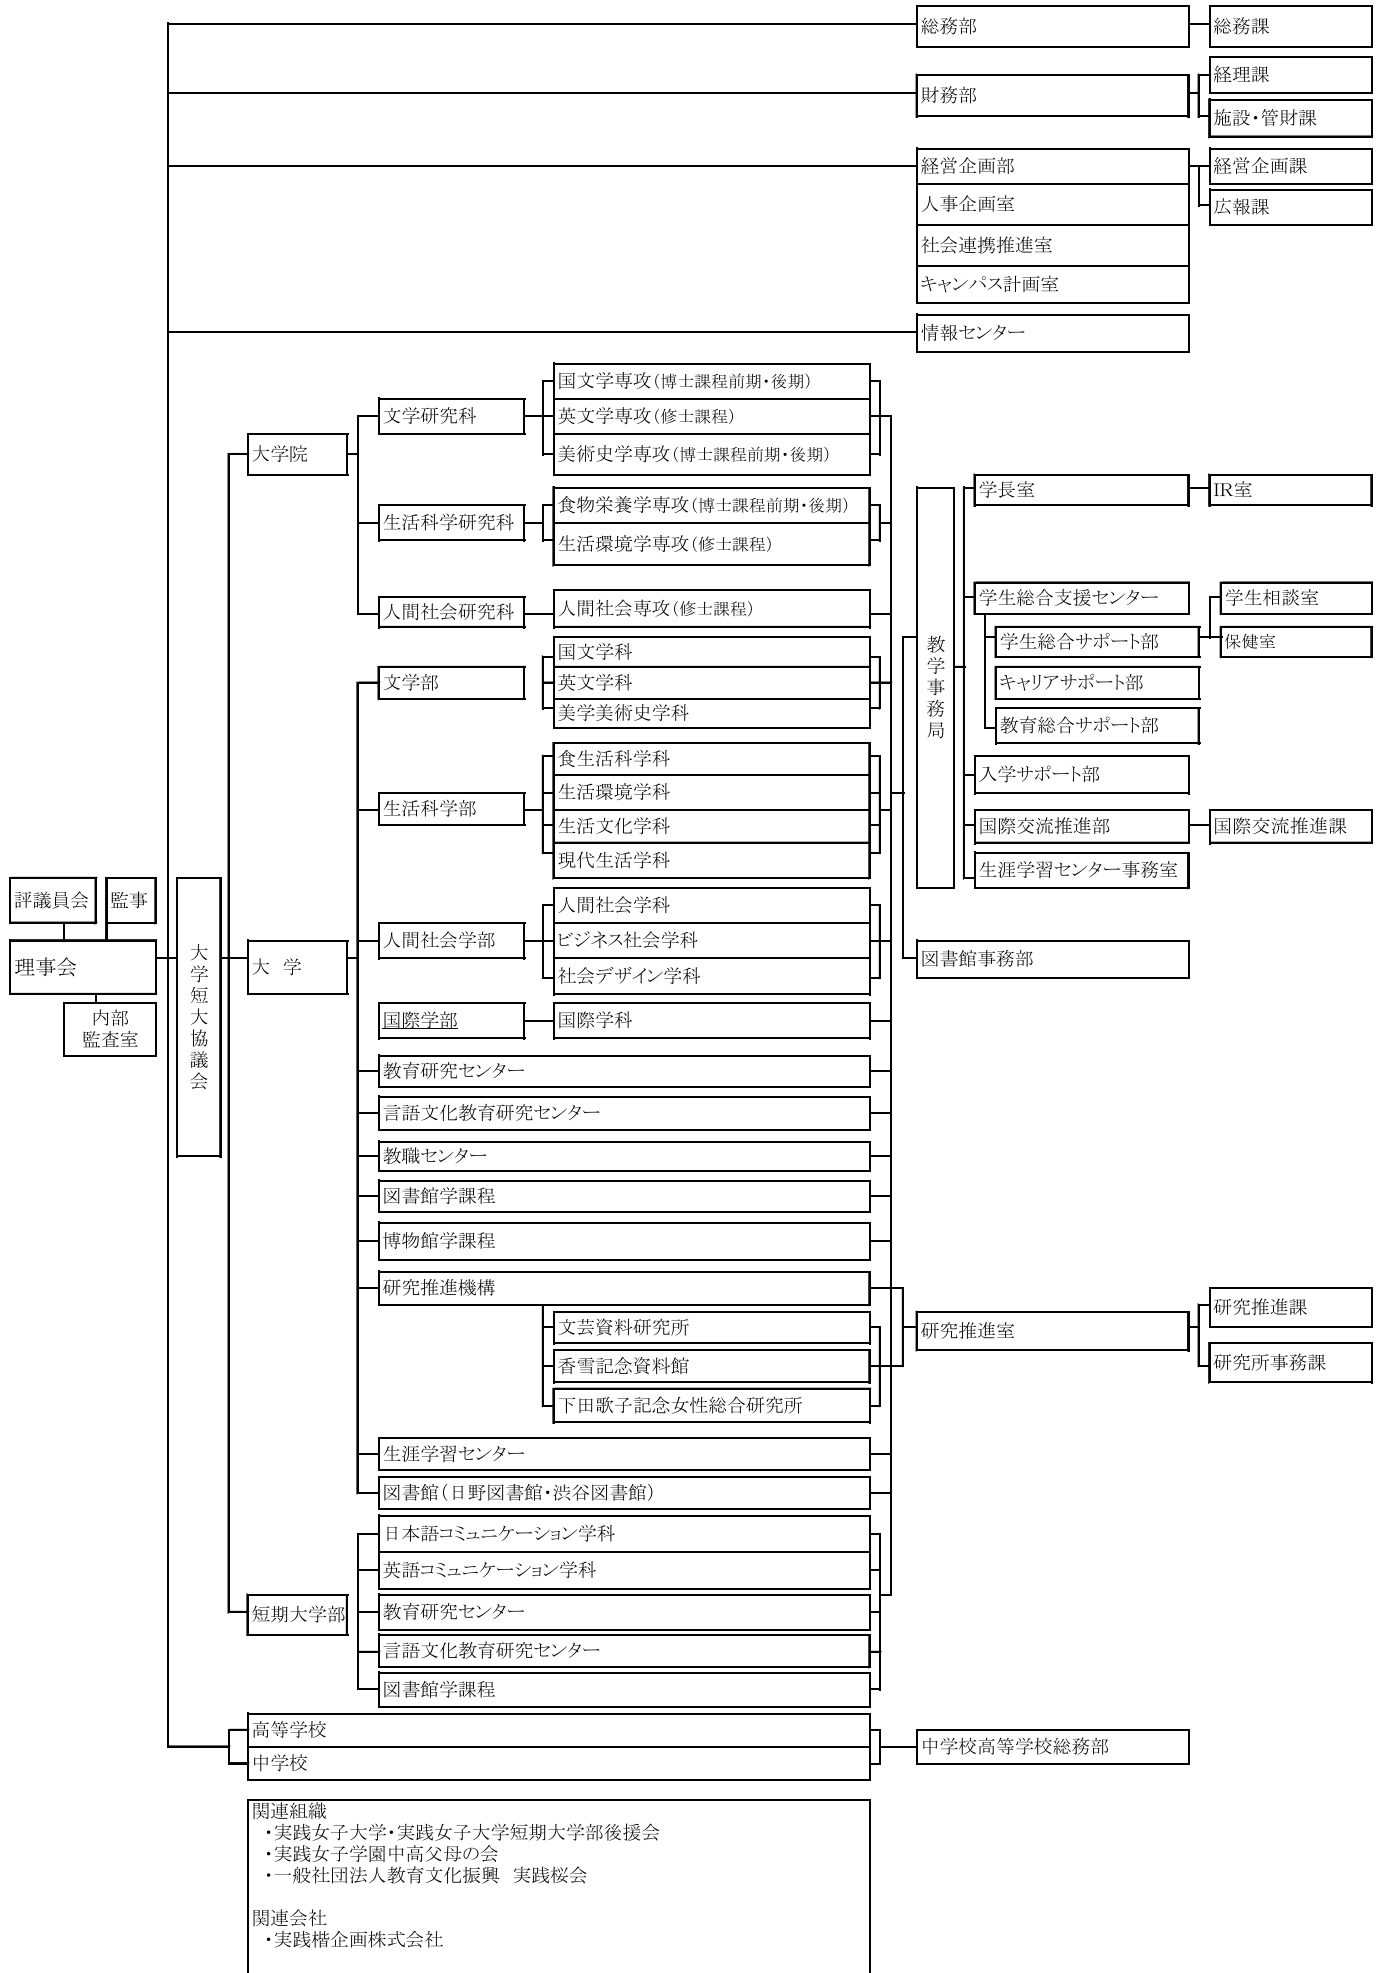 総務部
総務課
財務部
経理課
施設・管財課
経営企画部
経営企画課
人事企画室
広報課
社会連携推進室
キャンパス計画室
情報センター
大学院
文学研究科
国文学専攻（博士課程前期・後期）
英文学専攻（修士課程）
美術史学専攻（博士課程前期・後期）
生活科学研究科
食物栄養学専攻（博士課程前期・後期）
生活環境学専攻（修士課程）
人間社会研究科
人間社会専攻（修士課程）
文学部
国文学科
英文学科
美学美術史学科
生活科学部
食生活科学科
生活環境学科
生活文化学科
現代生活学科
評議員会
監事
理事会
内部
監査室
大学短大協議会
大　学
人間社会学部
人間社会学科
ビジネス社会学科
社会デザイン学科
国際学部
国際学科
教育研究センター
言語文化教育研究センター
教職センター
図書館学課程
博物館学課程
研究推進機構
文芸資料研究所
香雪記念資料館
下田歌子記念女性総合研究所
生涯学習センター
図書館（日野図書館・渋谷図書館）
教学事務局
学長室
IR室
学生総合支援センター
学生相談室
学生総合サポート部
保健室
キャリアサポート部
教育総合サポート部
入学サポート部
国際交流推進部
国際交流推進課
生涯学習センター事務室
図書館事務部
研究推進室
研究推進課
研究所事務課
短期大学部
日本語コミュニケーション学科
英語コミュニケーション学科
教育研究センター
言語文化教育研究センター
図書館学課程
高等学校
中学校
中学校高等学校総務部
関連組織
・実践女子大学・実践女子大学短期大学部後援会
・実践女子学園中高父母の会
・一般社団法人教育文化振興　実践桜会
関連会社
・実践楷企画株式会社